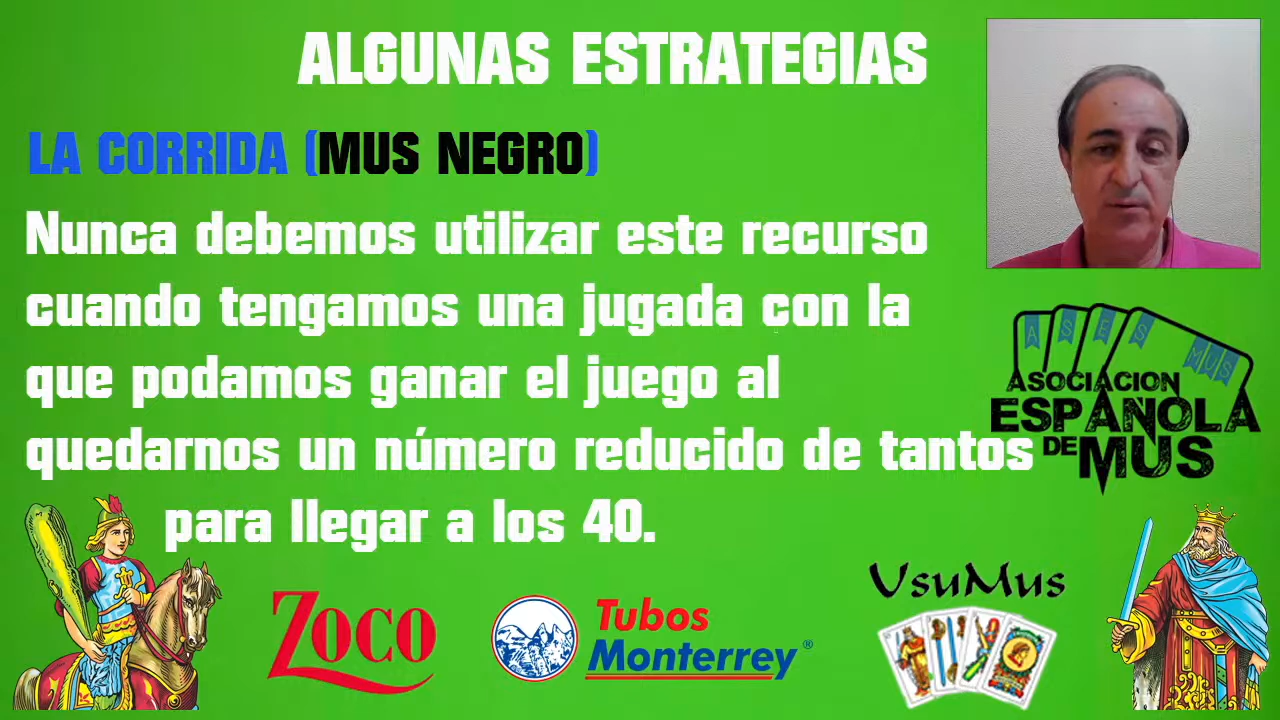 ALGUNAS ESTRATEGIAS
LA CORRIDA (MUS NEGRO)
Nunca debemos utilizar este recurso
cuando tengamos una jugada con la
que podamos ganar el juego al
quedarnos un número reducido de tantos
para llegar a los 40.
A S E S MUS
ASOCIACION
ESPAÑOLA
DE MUS
ZOCO
Tubos
Monterrey®
UsuMus